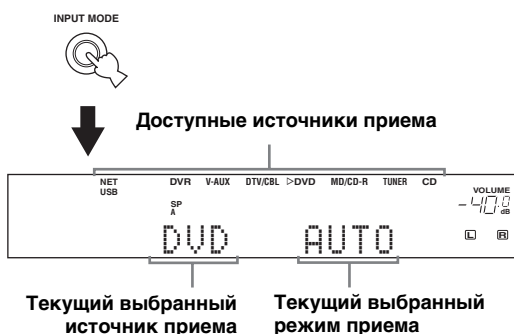 INPUT MODE
Доступные источники приема
NET USB DVR V-AUX DTV/CBL ▷DVD MD/CD-R TUNER CD
VOLUME
SP A
-40.0 dB
L R
DVD AUTO
Текущий выбранный источник приема
Текущий выбранный режим приема